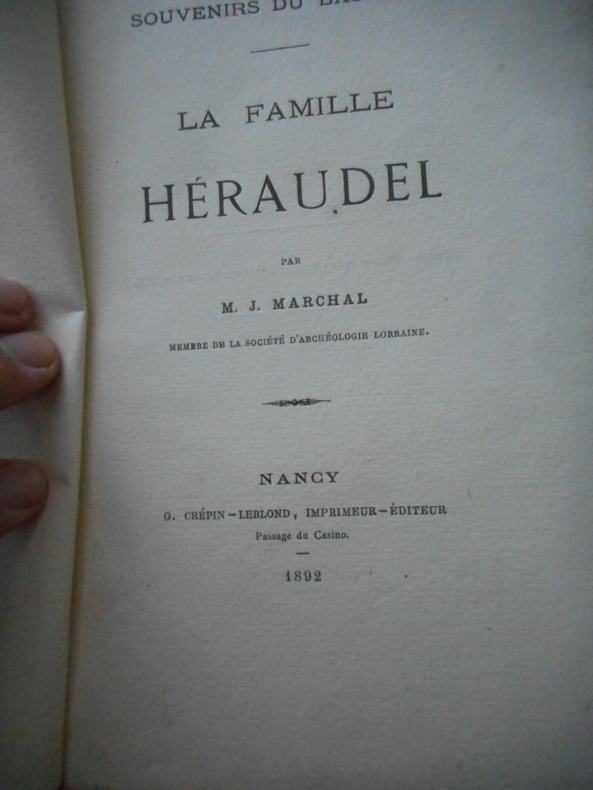 SOUVENIRS DU
LA FAMILLE
HÉRAUDEL
PAR
M. J. MARCHAL
MEMBRE DE LA SOCIÉTÉ D'ARCHÉOLOGIE LORRAINE.
NANCY
G. CRÉPIN-LEBLOND, IMPRIMEUR-ÉDITEUR
Passage du Casino.
1892